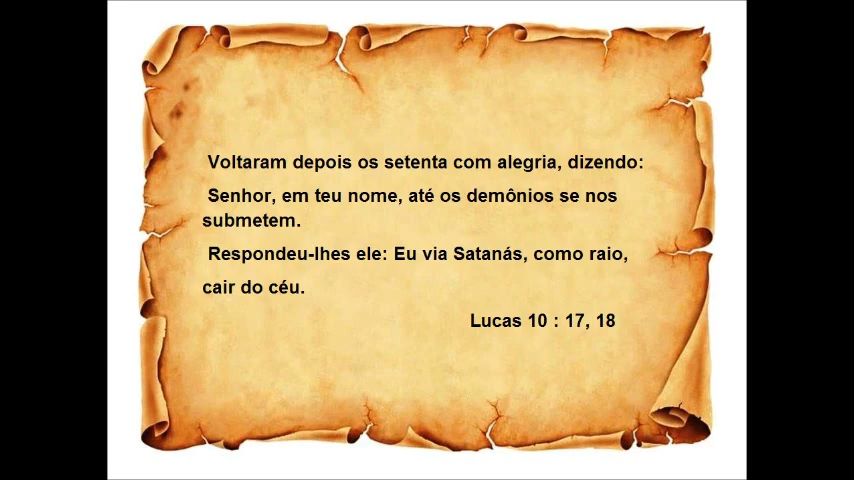 Voltaram depois os setenta com alegria, dizendo:
Senhor, em teu nome, até os demônios se nos
submetem.
Respondeu-lhes ele: Eu via Satanás, como raio,
cair do céu.
Lucas 10 : 17, 18